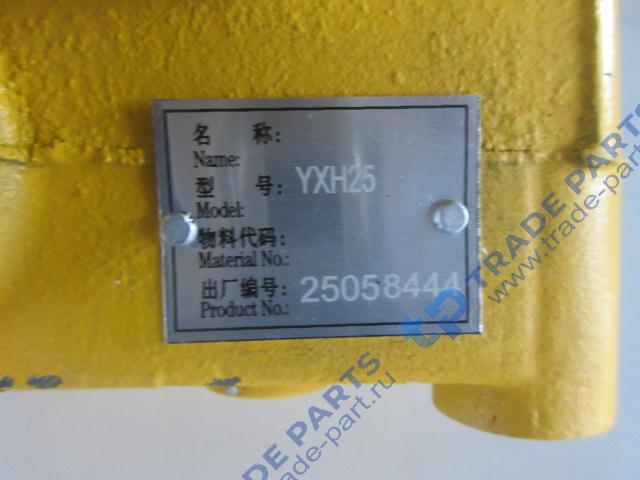 名 称:
Name:
型 号: YXH25
Model:
物料代码:
Material No.:
出厂编号: 25058444
Product No.:
TRADE PARTS
www.trade-part.ru
TRADE PARTS
trade-part.ru